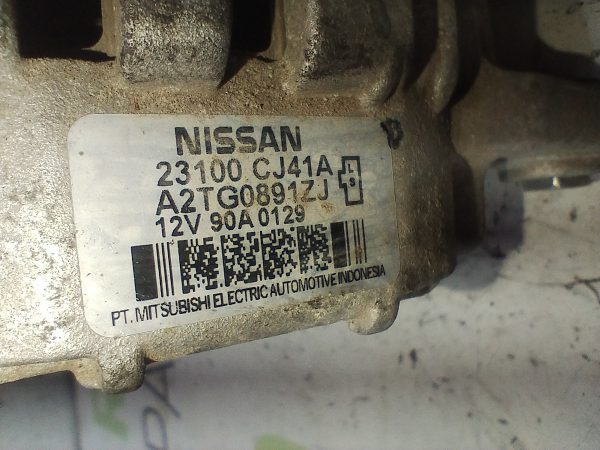 NISSAN
23100 CJ41A
A2TG0891ZJ
L
S
12V 90A 0129
PT. MITSUBISHI ELECTRIC AUTOMOTIVE INDONESIA